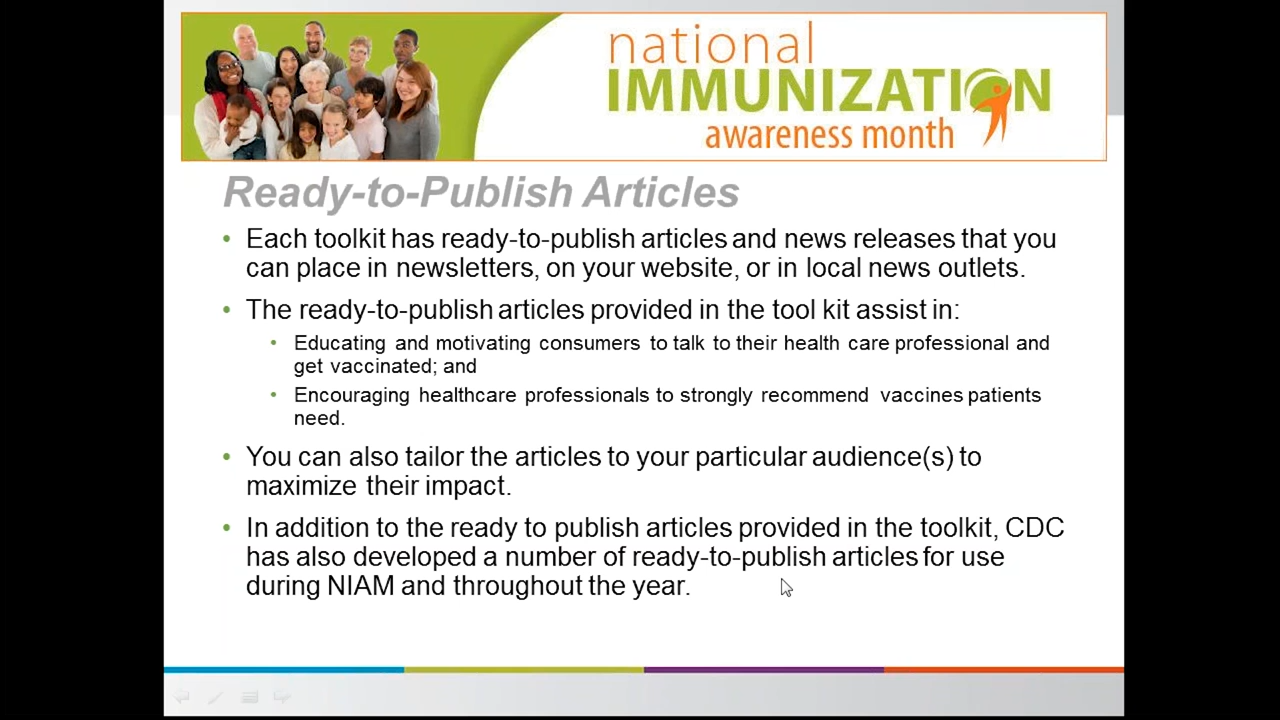 national
IMMUNIZATION
awareness month
Ready-to-Publish Articles
• Each toolkit has ready-to-publish articles and news releases that you
can place in newsletters, on your website, or in local news outlets.
• The ready-to-publish articles provided in the tool kit assist in:
• Educating and motivating consumers to talk to their health care professional and
get vaccinated; and
• Encouraging healthcare professionals to strongly recommend vaccines patients
need.
• You can also tailor the articles to your particular audience(s) to
maximize their impact.
• In addition to the ready to publish articles provided in the toolkit, CDC
has also developed a number of ready-to-publish articles for use
during NIAM and throughout the year.